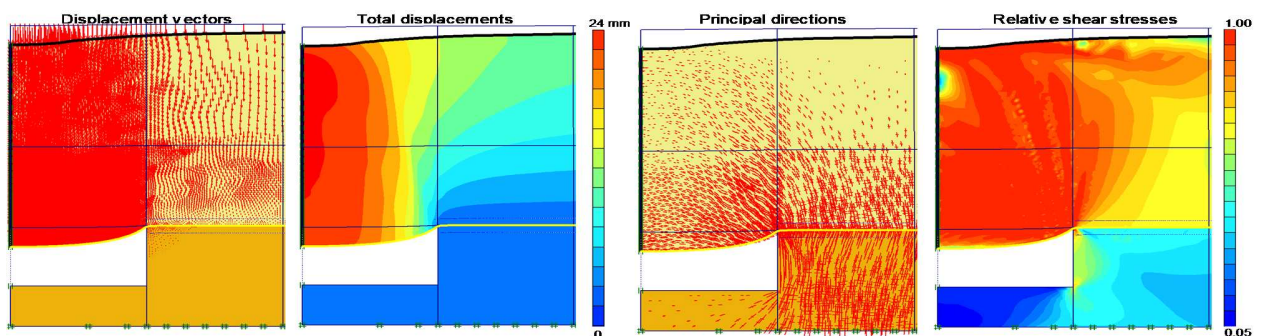 Displacement vectors
Total displacements
24 mm
0
Principal directions
Relative shear stresses
1.00
0.05